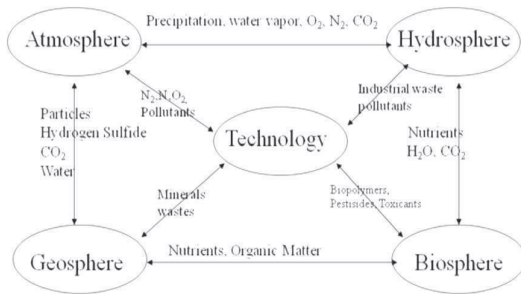 Precipitation, water vapor, O₂, N₂, CO₂
Atmosphere
Hydrosphere
N₂,N,O₂,
Pollutants
Industrial waste
pollutants
Particles
Hydrogen Sulfide
CO₂
Water
Technology
Nutrients
H₂O, CO₂
Minerals
wastes
Biopolymers,
Pestisides, Toxicants
Geosphere
Nutrients, Organic Matter
Biosphere